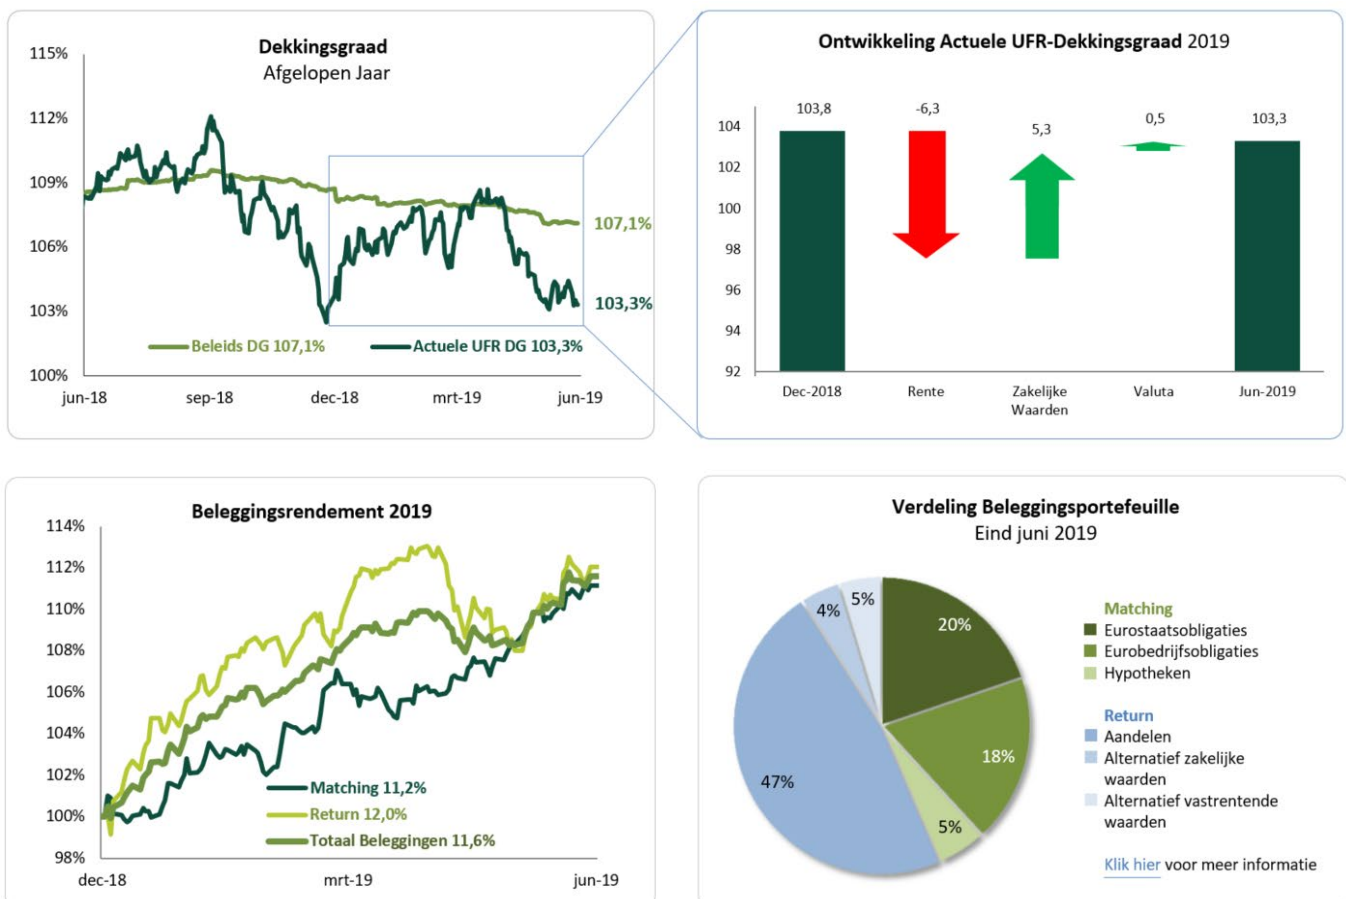 Dekkingsgraad
Afgelopen Jaar
115%
112%
109%
106%
103%
100%
107,1%
103,3%
Beleids DG 107,1%
Actuele UFR DG 103,3%
jun-18
sep-18
dec-18
mrt-19
jun-19
Ontwikkeling Actuele UFR-Dekkingsgraad 2019
104
102
100
98
96
94
92
103,8
-6,3
5,3
0,5
103,3
Dec-2018
Rente
Zakelijke
Waarden
Valuta
Jun-2019
Beleggingsrendement 2019
114%
112%
110%
108%
106%
104%
102%
100%
98%
Matching 11,2%
Return 12,0%
Totaal Beleggingen 11,6%
dec-18
mrt-19
jun-19
Verdeling Beleggingsportefeuille
Eind juni 2019
20%
18%
5%
47%
4%
5%
Matching
Eurostaatsobligaties
Eurobedrijfsobligaties
Hypotheken
Return
Aandelen
Alternatief zakelijke
waarden
Alternatief vastrentende
waarden
Klik hier voor meer informatie